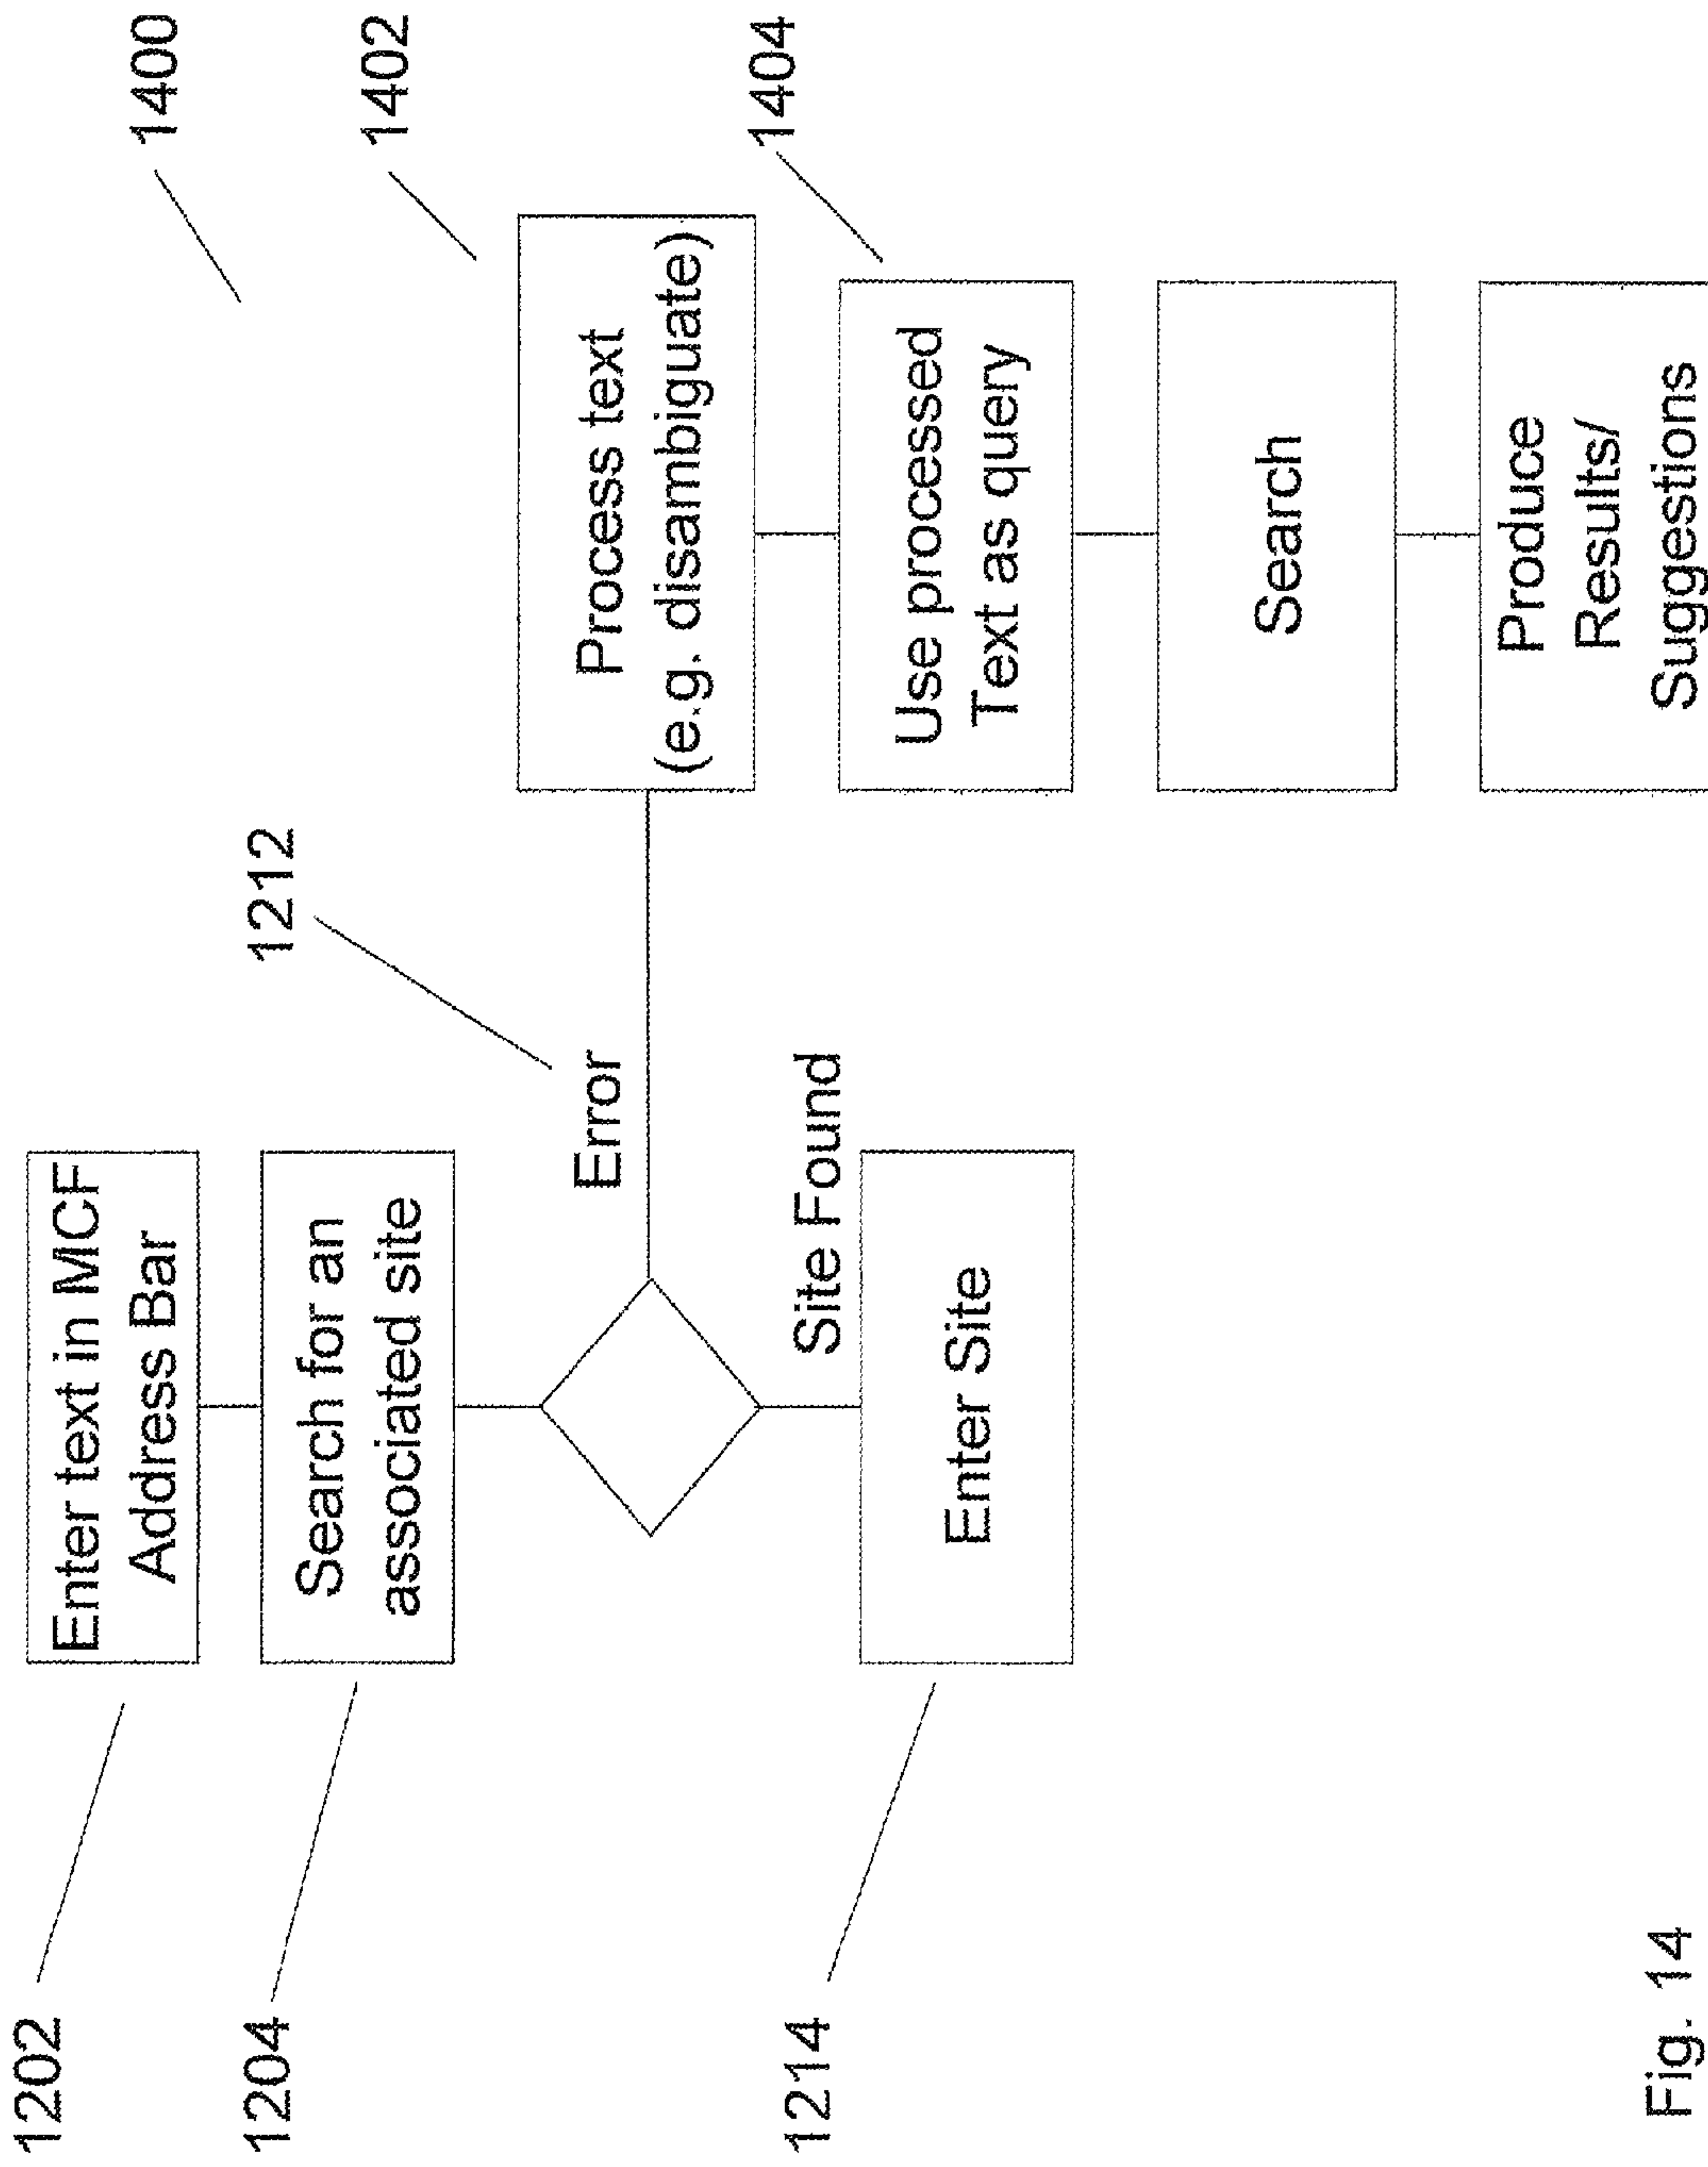 1202
Enter text in MCF
Address Bar
1400
1204
Search for an
associated site
1212
1402
Error
Process text
(e.g. disambiguate)
Site Found
1404
1214
Enter Site
Use processed
Text as query
Search
Produce
Results/
Suggestions
Fig. 14